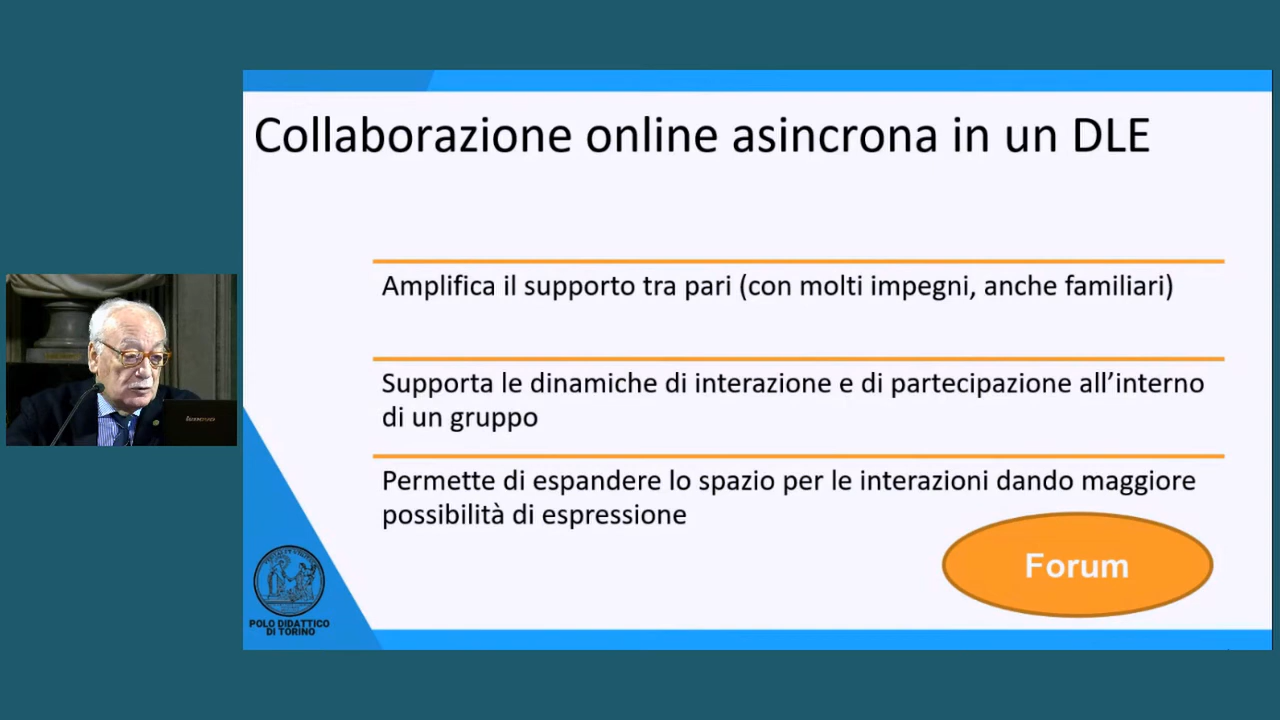 Collaborazione online asincrona in un DLE
Amplifica il supporto tra pari (con molti impegni, anche familiari)
Supporta le dinamiche di interazione e di partecipazione all’interno
di un gruppo
Permette di espandere lo spazio per le interazioni dando maggiore
possibilità di espressione
Forum
POLO DIDATTICO
DI TORINO